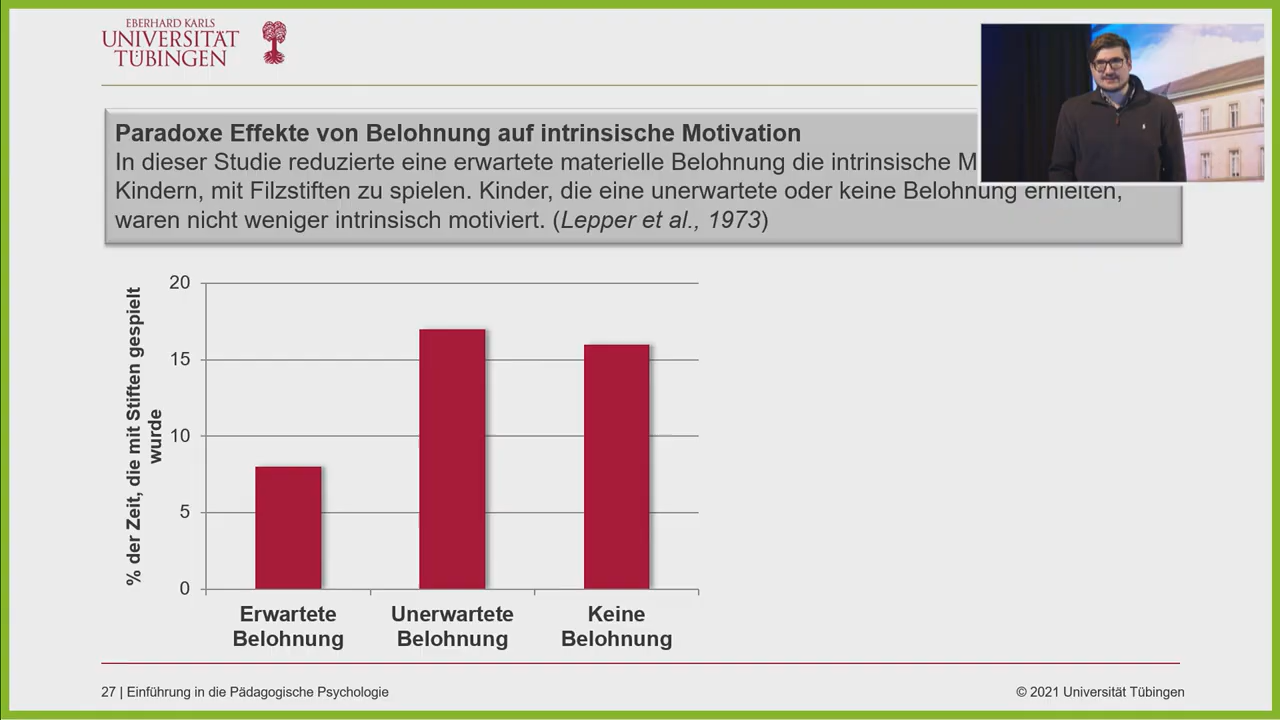 EBERHARD KARLS
UNIVERSITÄT
TÜBINGEN
Paradoxe Effekte von Belohnung auf intrinsische Motivation
In dieser Studie reduzierte eine erwartete materielle Belohnung die intrinsische M
Kindern, mit Filzstiften zu spielen. Kinder, die eine unerwartete oder keine Belohnung erhielten,
waren nicht weniger intrinsisch motiviert. (Lepper et al., 1973)
% der Zeit, die mit Stiften gespielt
wurde
20
15
10
5
0
Erwartete
Belohnung
Unerwartete
Belohnung
Keine
Belohnung
27 | Einführung in die Pädagogische Psychologie
© 2021 Universität Tübingen